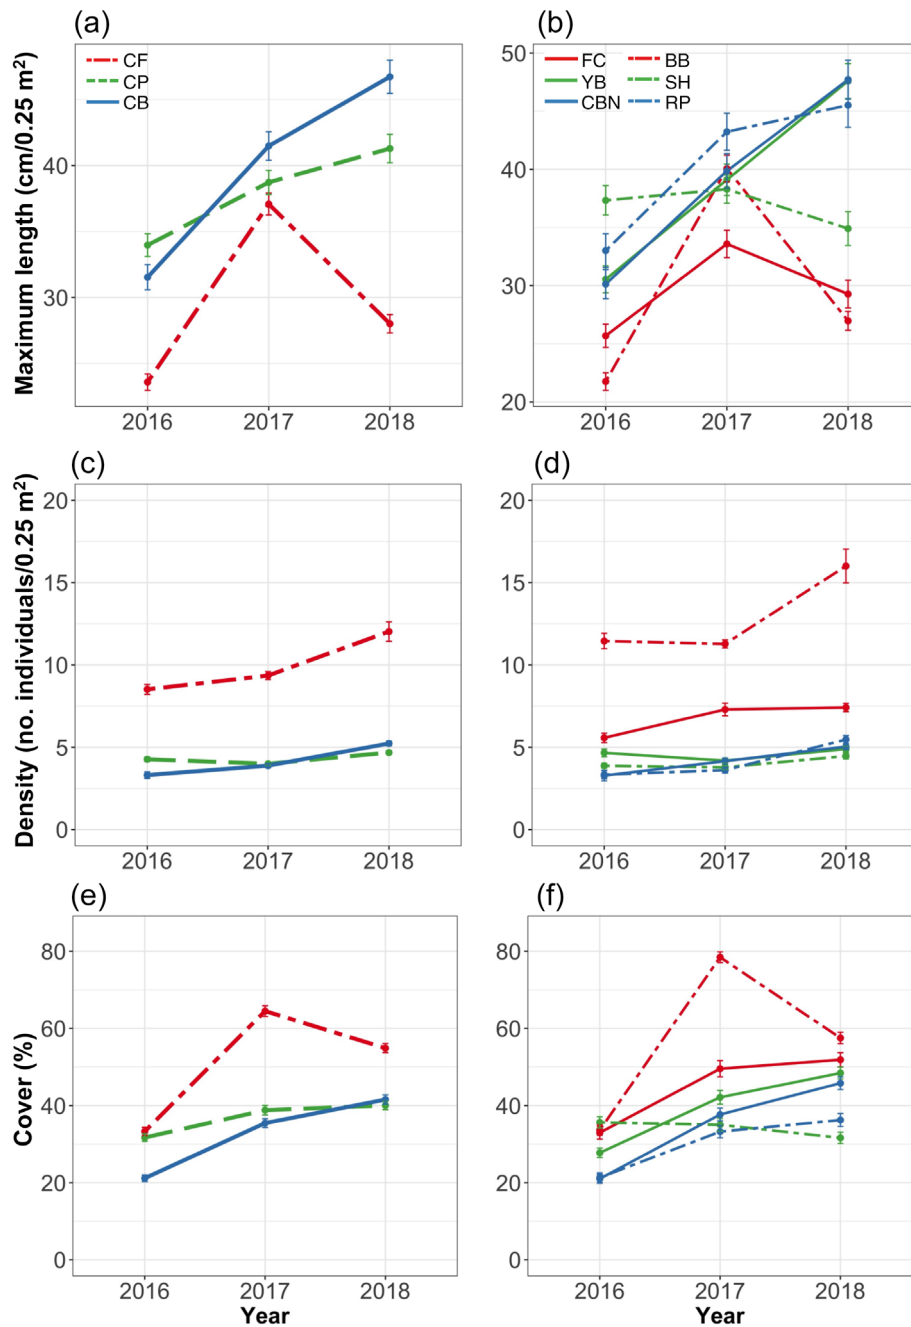 (a)
CF
CP
CB
40
30
2016 2017 2018
Maximum length (cm/0.25 m²)
(b)
FC BB
YB SH
CBN RP
50
40
30
20
2016 2017 2018
(c)
20
15
10
5
0
2016 2017 2018
Density (no. individuals/0.25 m²)
(d)
20
15
10
5
0
2016 2017 2018
(e)
80
60
40
20
0
2016 2017 2018
Cover (%)
Year
(f)
80
60
40
20
0
2016 2017 2018
Year